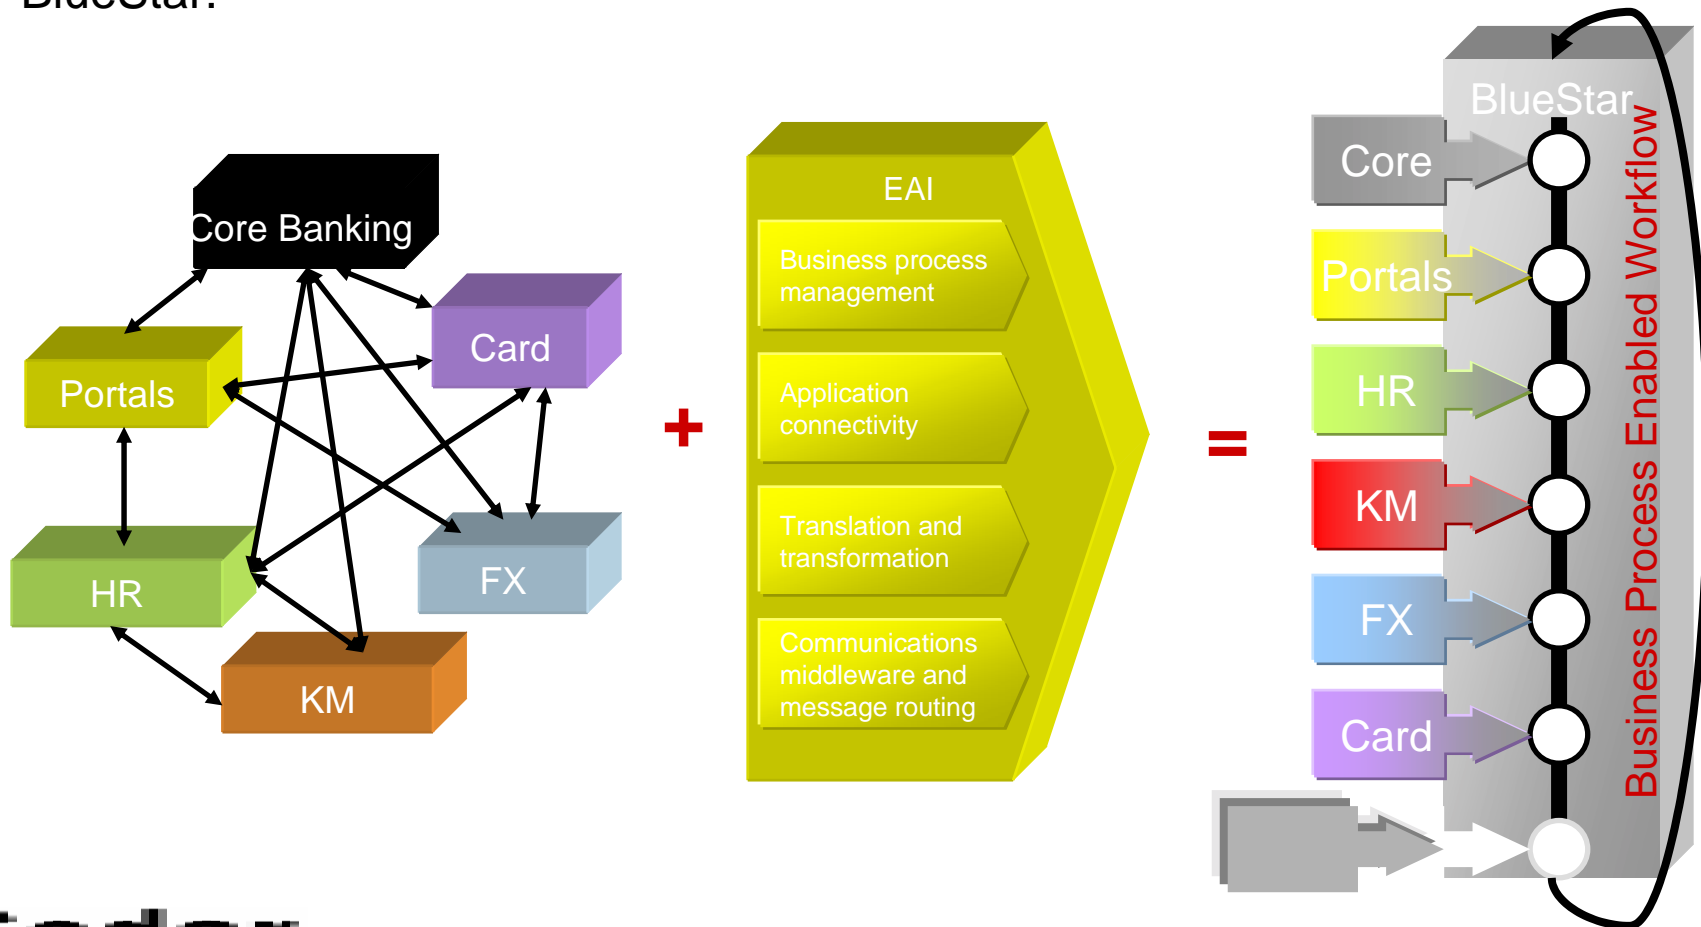 BlueStar.
Core Banking
Card
Portals
HR
FX
KM
+
EAI
Business process
management
Application
connectivity
Translation and
transformation
Communications
middleware and
message routing
=
BlueStar
Core
Portals
HR
KM
FX
Card
Business Process Enabled Workflow